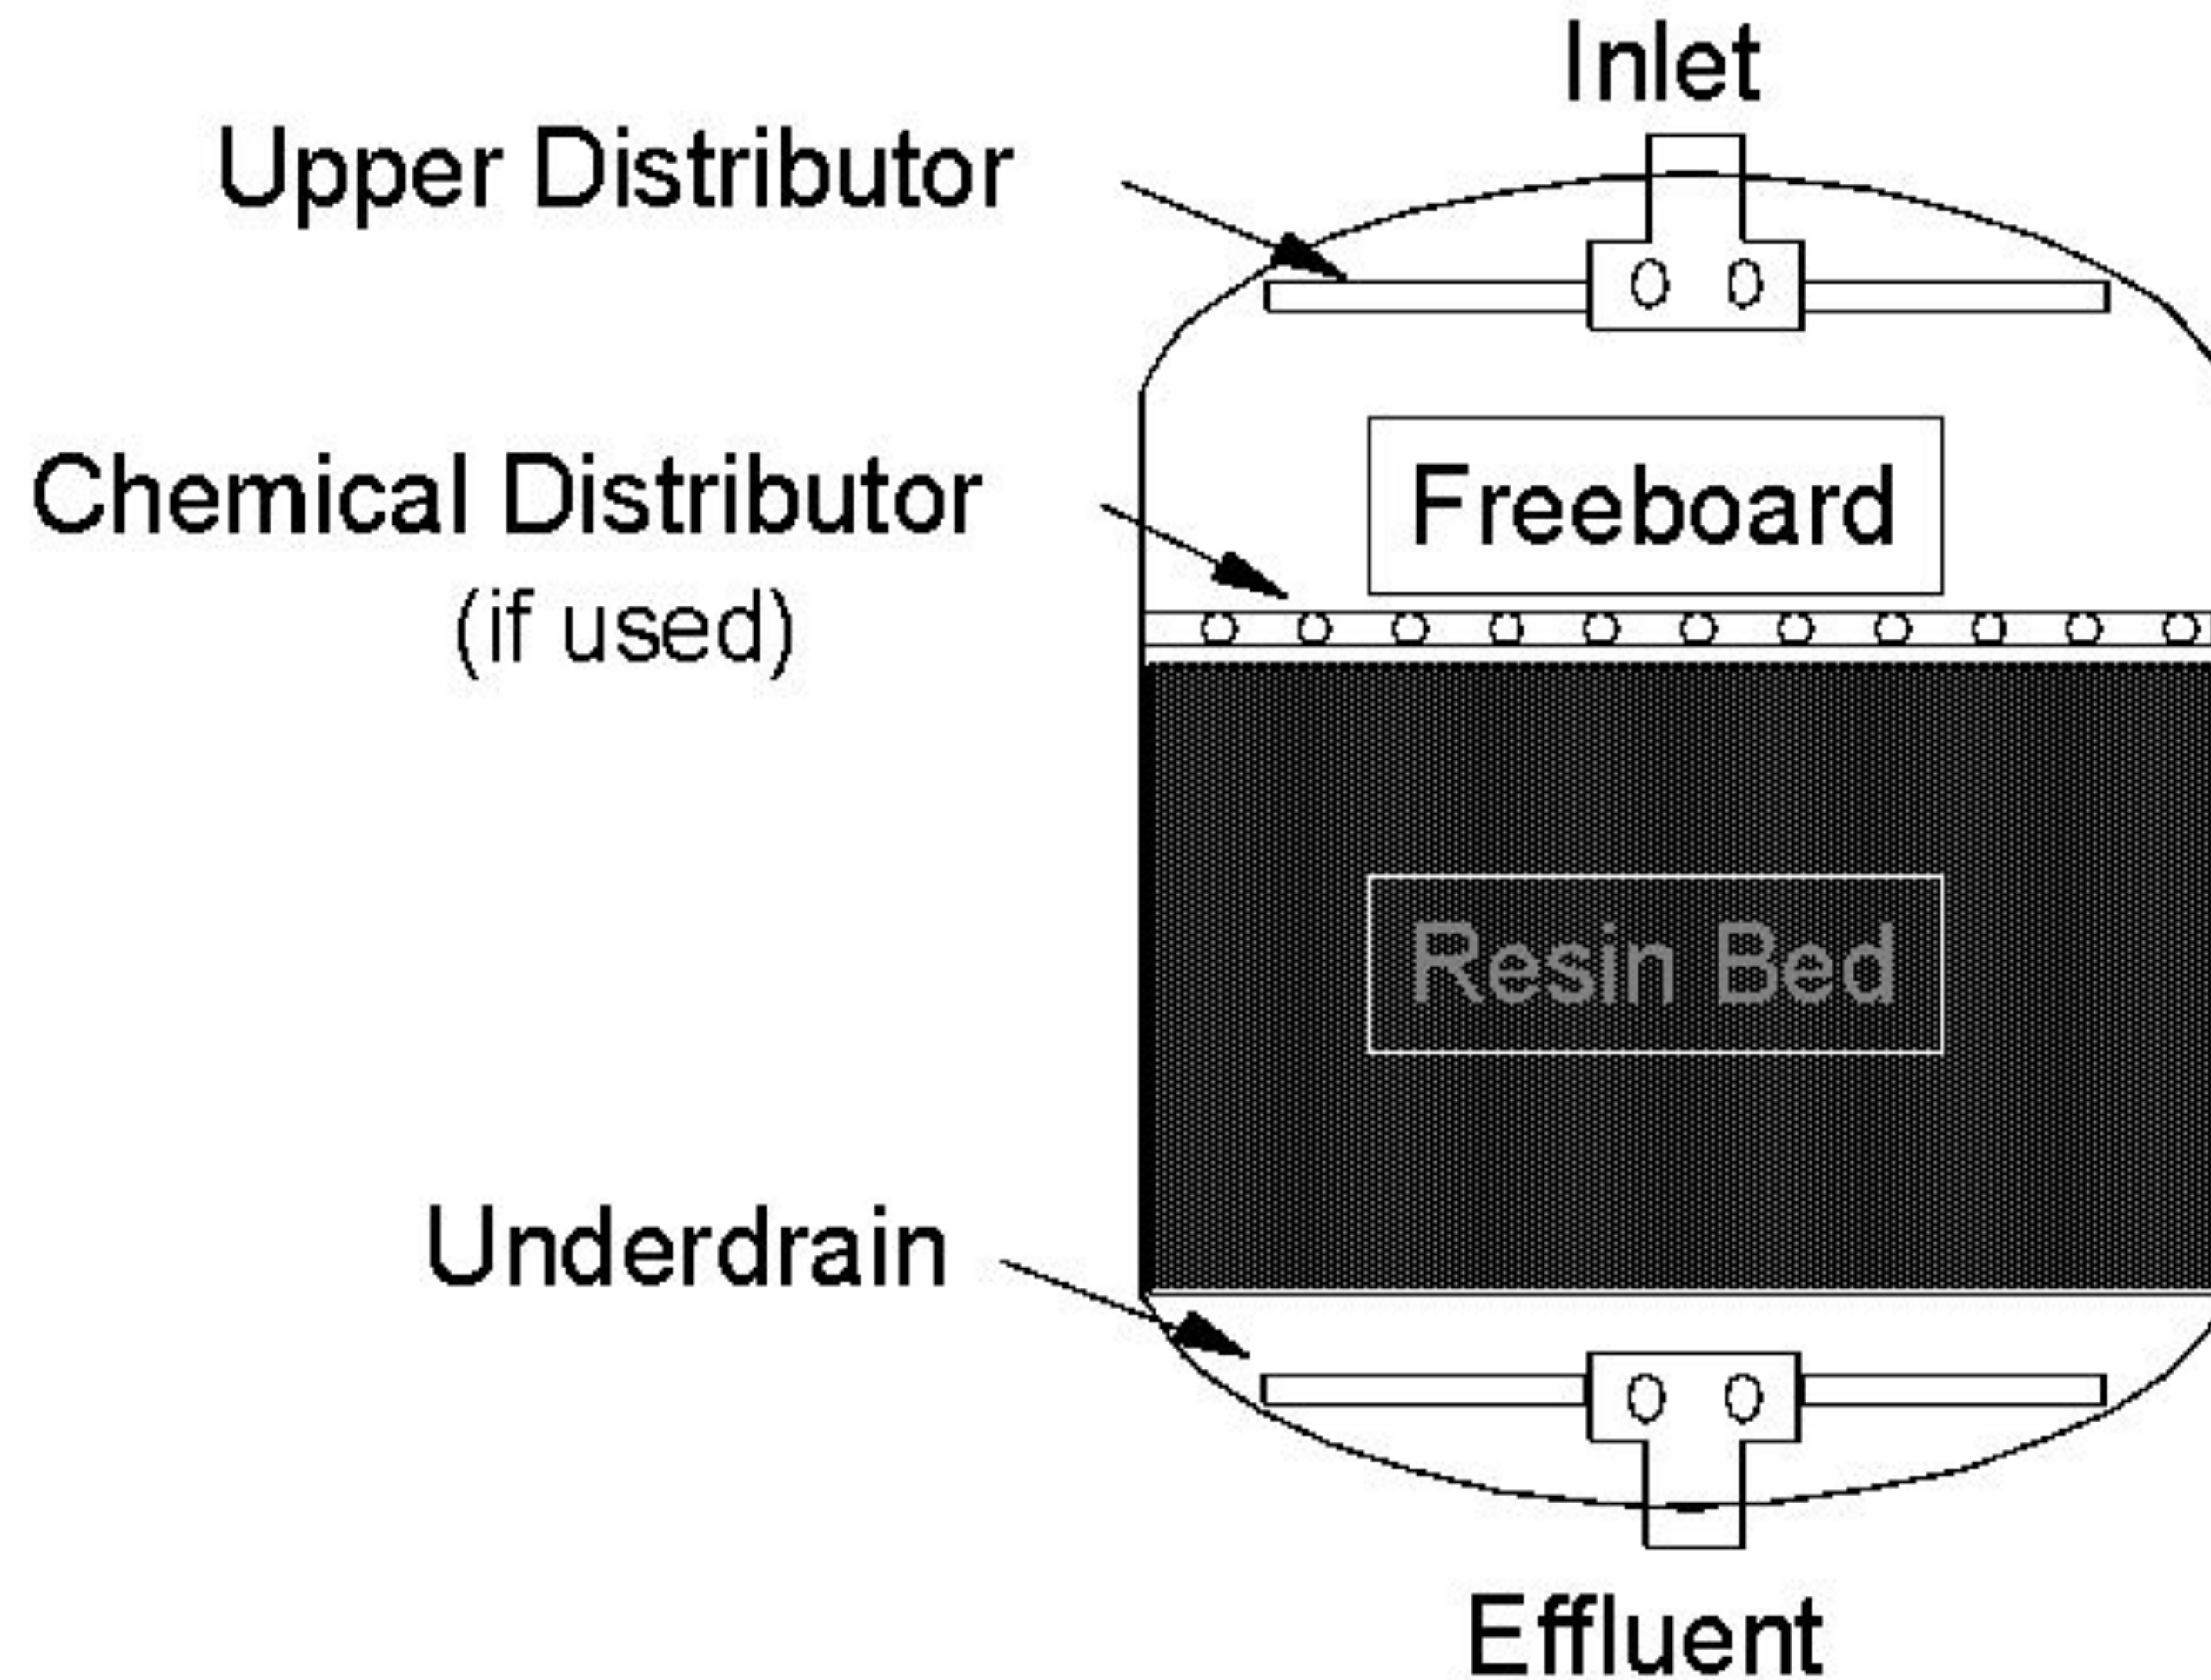 Inlet
Upper Distributor
Freeboard
Chemical Distributor
(if used)
Resin Bed
Underdrain
Effluent